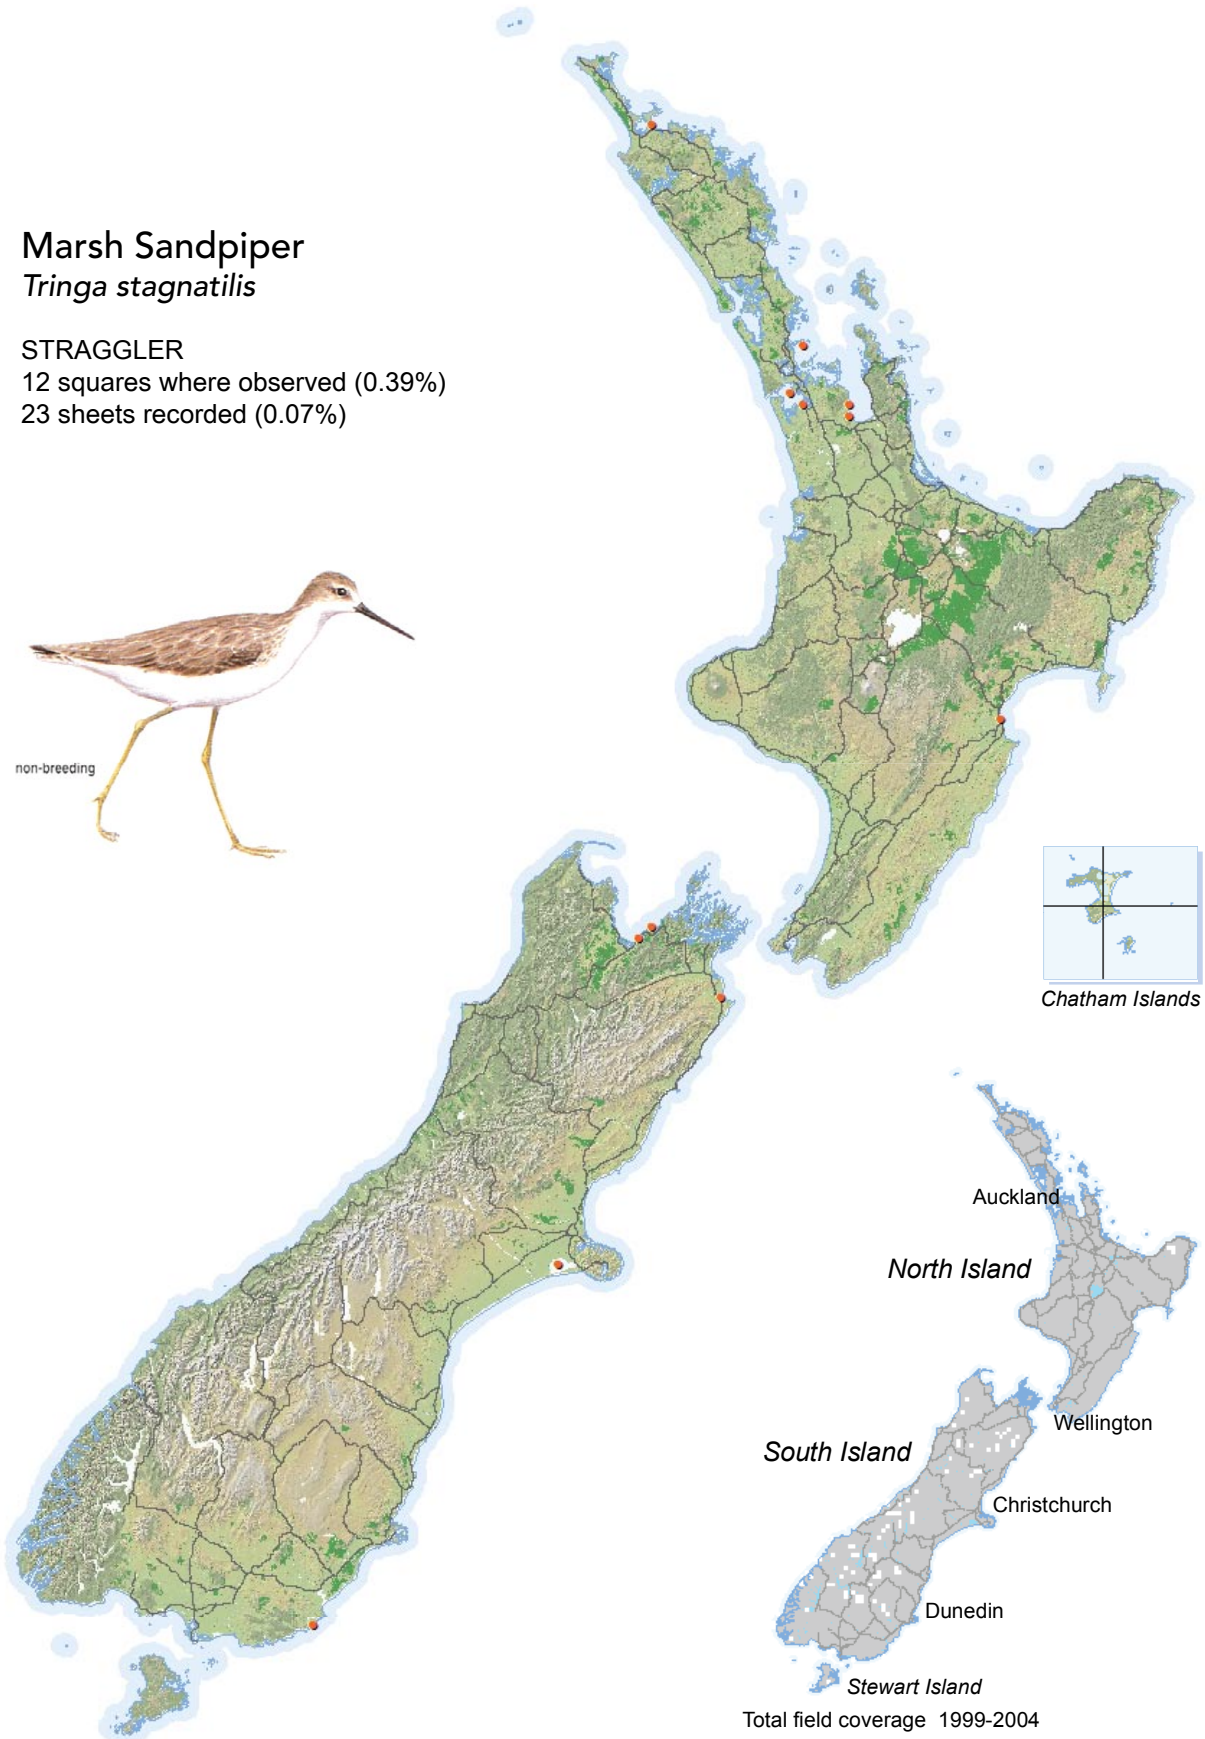 Marsh Sandpiper
Tringa stagnatilis
STRAGGLER
12 squares where observed (0.39%)
23 sheets recorded (0.07%)
non-breeding
Chatham Islands
Auckland
North Island
Wellington
South Island
Christchurch
Dunedin
Stewart Island
Total field coverage 1999-2004